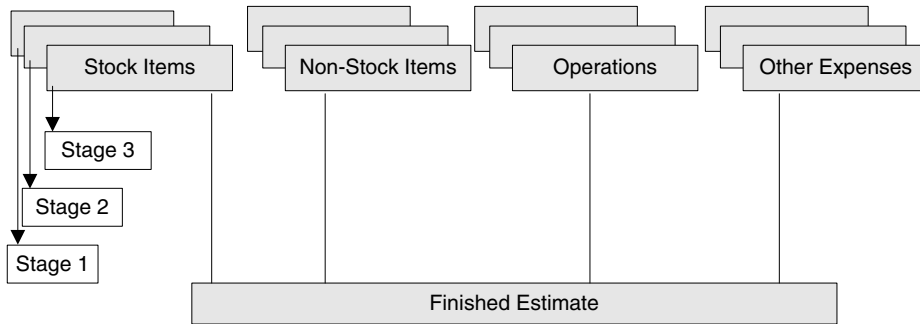 Stock Items
Non-Stock Items
Operations
Other Expenses
Stage 3
Stage 2
Stage 1
Finished Estimate